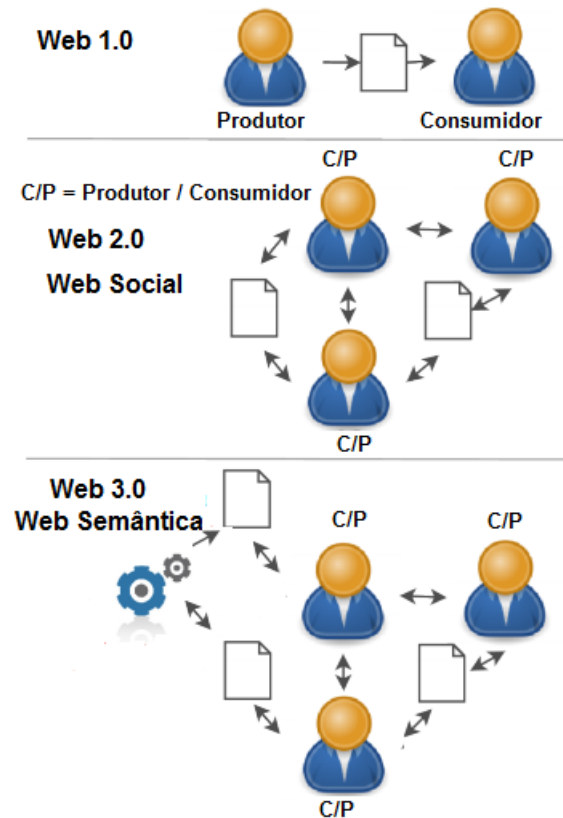 Web 1.0
Produtor
Consumidor
C/P
C/P
C/P = Produtor / Consumidor
Web 2.0
Web Social
C/P
Web 3.0
Web Semântica
C/P
C/P
C/P